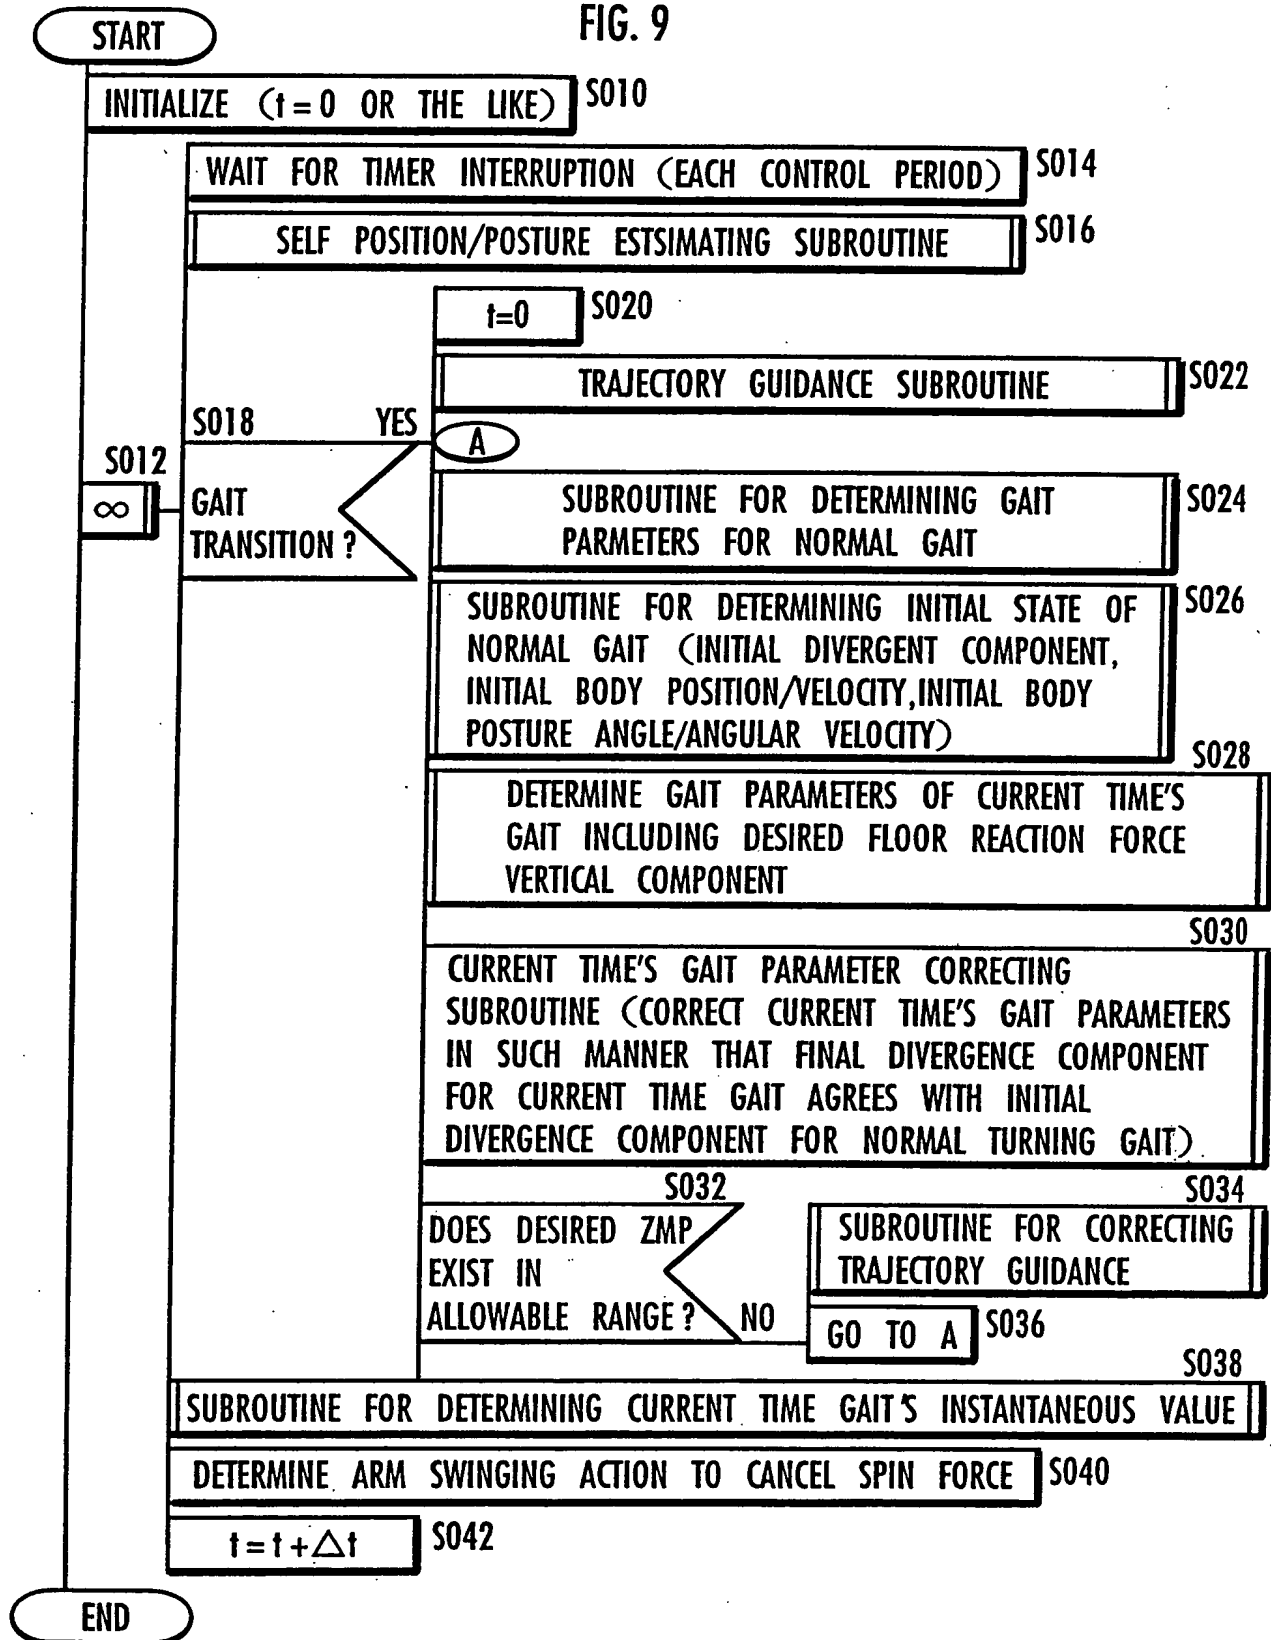 FIG. 9
START
INITIALIZE (t = 0 OR THE LIKE)
S010
WAIT FOR TIMER INTERRUPTION (EACH CONTROL PERIOD)
S014
SELF POSITION/POSTURE ESTSIMATING SUBROUTINE
S016
t=0
S020
TRAJECTORY GUIDANCE SUBROUTINE
S022
S018
YES
A
S012
∞
GAIT
TRANSITION ?
SUBROUTINE FOR DETERMINING GAIT
PARMETERS FOR NORMAL GAIT
S024
SUBROUTINE FOR DETERMINING INITIAL STATE OF
NORMAL GAIT (INITIAL DIVERGENT COMPONENT,
INITIAL BODY POSITION/VELOCITY,INITIAL BODY
POSTURE ANGLE/ANGULAR VELOCITY)
S026
S028
DETERMINE GAIT PARAMETERS OF CURRENT TIME'S
GAIT INCLUDING DESIRED FLOOR REACTION FORCE
VERTICAL COMPONENT
S030
CURRENT TIME'S GAIT PARAMETER CORRECTING
SUBROUTINE (CORRECT CURRENT TIME'S GAIT PARAMETERS
IN SUCH MANNER THAT FINAL DIVERGENCE COMPONENT
FOR CURRENT TIME GAIT AGREES WITH INITIAL
DIVERGENCE COMPONENT FOR NORMAL TURNING GAIT)
S032
DOES DESIRED ZMP
EXIST IN
ALLOWABLE RANGE ?
NO
S034
SUBROUTINE FOR CORRECTING
TRAJECTORY GUIDANCE
GO TO A
S036
S038
SUBROUTINE FOR DETERMINING CURRENT TIME GAIT'S INSTANTANEOUS VALUE
DETERMINE ARM SWINGING ACTION TO CANCEL SPIN FORCE
S040
t = t + △t
S042
END